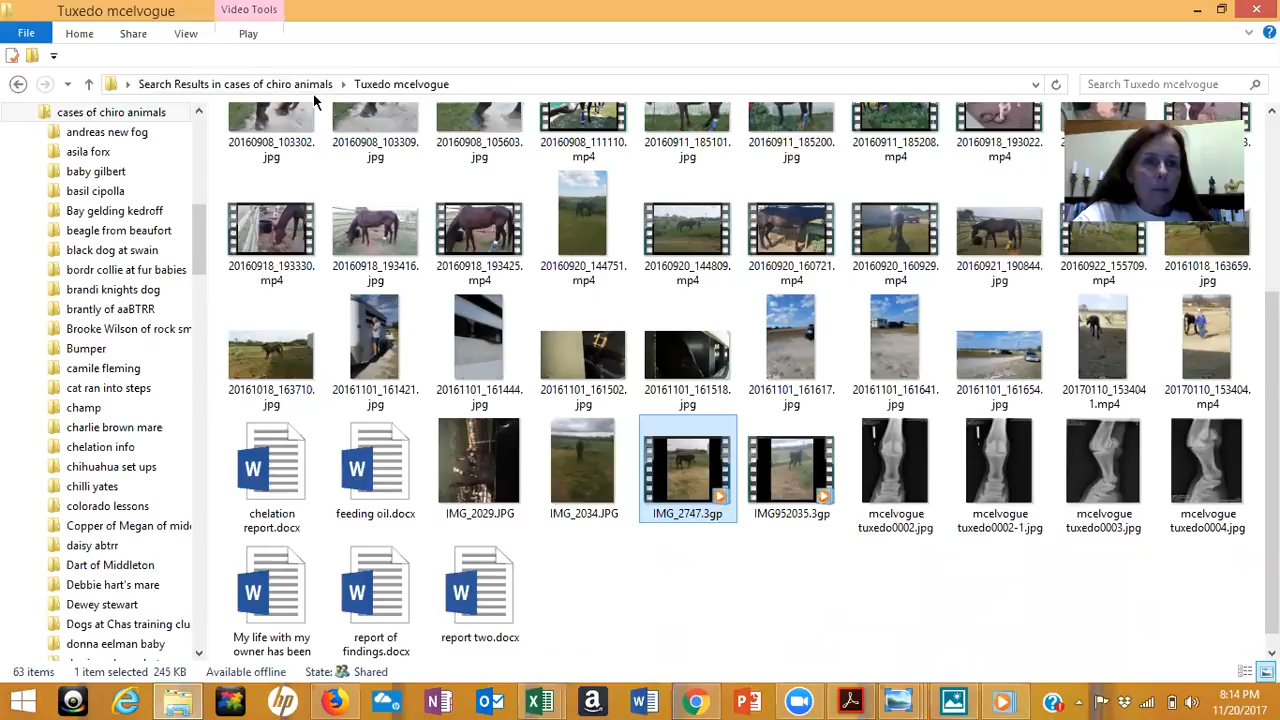 Tuxedo mcelvogue
Video Tools
File
Home
Share
View
Play
Search Results in cases of chiro animals
Tuxedo mcelvogue
Search Tuxedo mcelvogue
cases of chiro animals
andreas new fog
asila forx
baby gilbert
basil cipolla
Bay gelding kedroff
beagle from beaufort
black dog at swain
bordr collie at fur babies
brandi knights dog
brantly of aaBTRR
Brooke Wilson of rock sm
Bumper
camile fleming
cat ran into steps
champ
charlie brown mare
chelation info
chihuahua set ups
chilli yates
colorado lessons
Copper of Megan of mid
daisy abtrr
Dart of Moreland
Debbie hart's mare
Dewey stewart
Dogs at Chas training clu
donna eelman baby
20160908_103302.
jpg
20160908_103309.
jpg
20160908_105603.
jpg
20160908_111110.
mp4
20160911_185101.
jpg
20160911_185200.
jpg
20160911_185208.
mp4
20160918_193022.
mp4
jpg
jpg
20160918_193330.
mp4
20160918_193416.
jpg
20160918_193425.
mp4
20160920_144751.
jpg
20160920_144809.
mp4
20160920_160721.
mp4
20160920_160929.
mp4
20160921_190844.
jpg
20160922_155709.
mp4
20161018_163659.
jpg
20161018_163710.
jpg
20161101_161421.
jpg
20161101_161444.
jpg
20161101_161502.
jpg
20161101_161518.
jpg
20161101_161617.
jpg
20161101_161641.
jpg
20161101_161654.
jpg
20170110_153404
1.mp4
20170110_153404.
mp4
chelation
report.docx
feeding oil.docx
IMG_2029.JPG
IMG_2034.JPG
IMG_2747.3gp
IMG952035.3gp
mcelvogue
tuxedo0002.jpg
mcelvogue
tuxedo0002-1.jpg
mcelvogue
tuxedo0003.jpg
mcelvogue
tuxedo0004.jpg
My life with my
owner has been
report of
findings.docx
report two.docx
63 items
1 item selected 245 KB
Available offline
State:
Shared
8:14 PM
11/20/2017